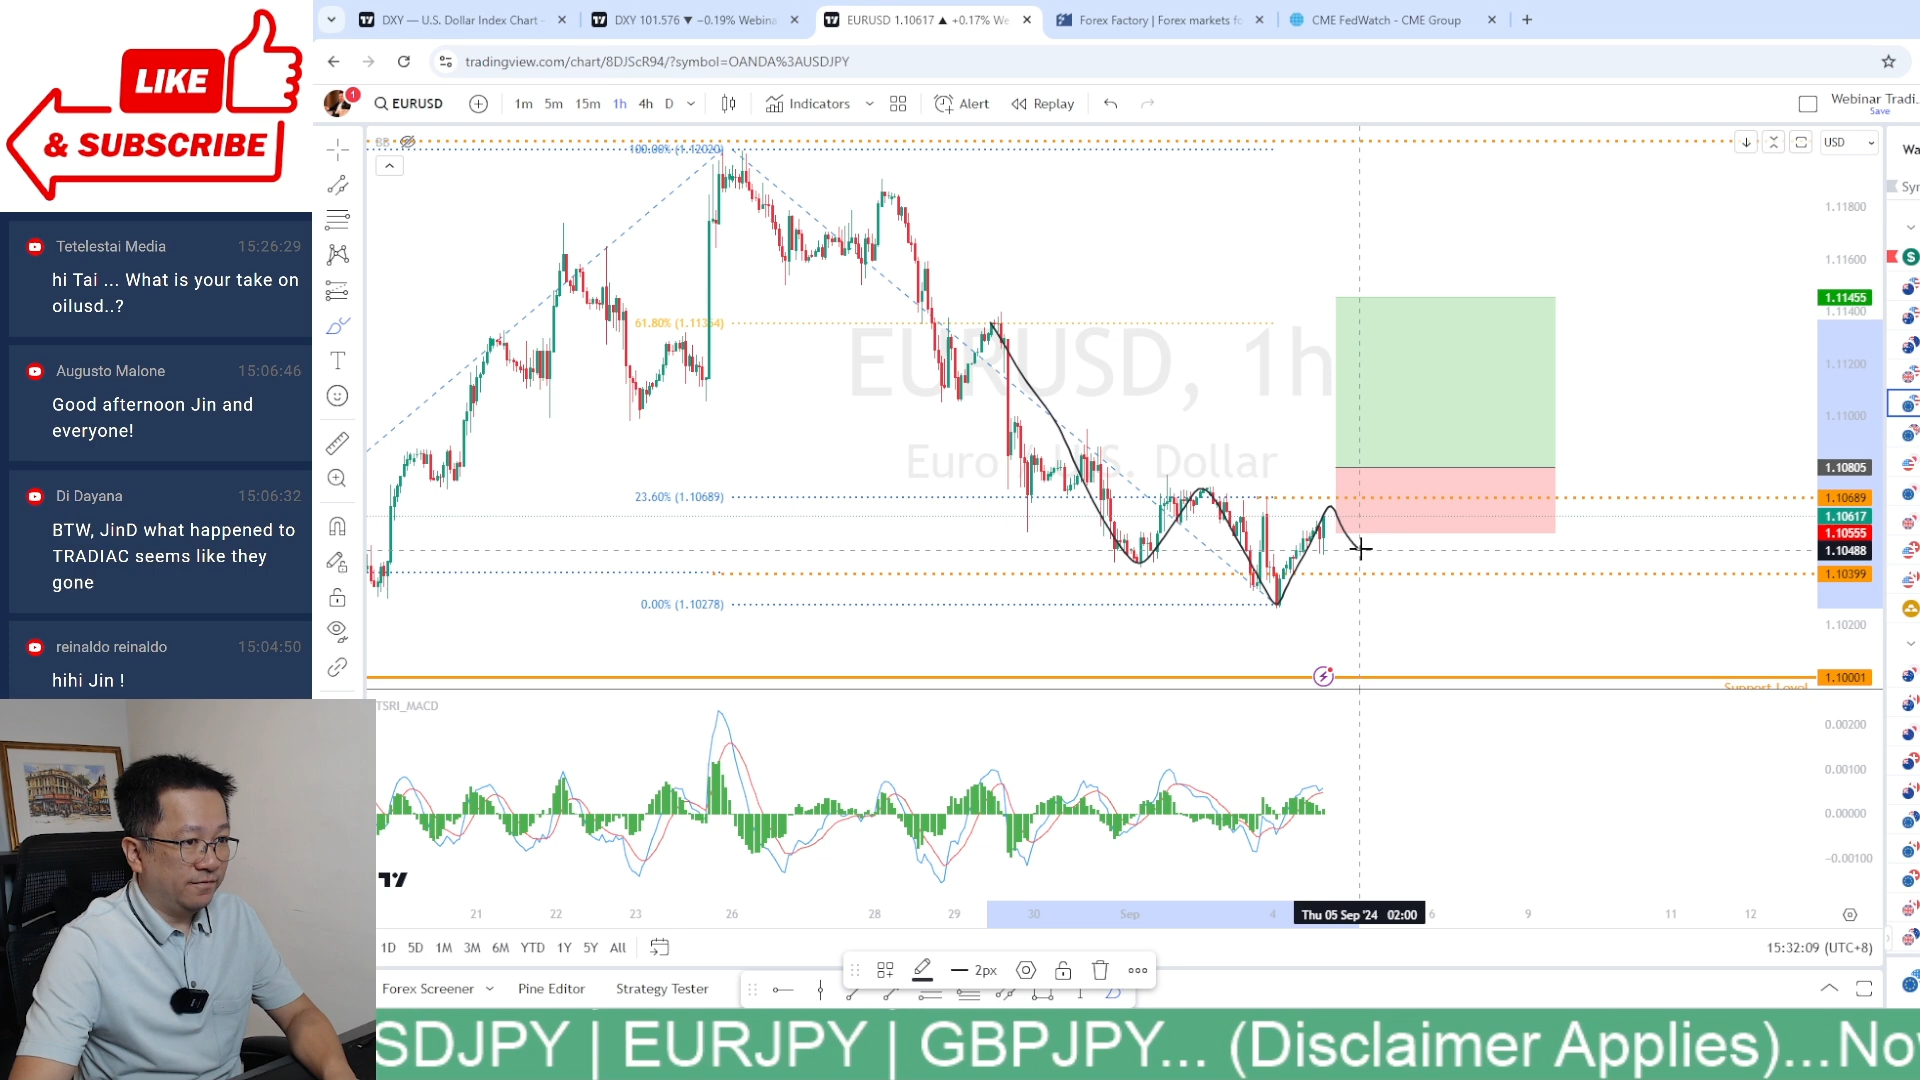 LIKE
& SUBSCRIBE
Tetelestai Media 15:26:29
hi Tai ... What is your take on
oilusd..?
Augusto Malone 15:06:46
Good afternoon Jin and
everyone!
Di Dayana 15:06:32
BTW, JinD what happened to
TRADIAC seems like they
gone
reinaldo reinaldo 15:04:50
hihi Jin !
DXY — U.S. Dollar Index Chart
DXY 101.576 ▼ −0.19% Webina
EURUSD 1.10617 ▲ +0.17% We
Forex Factory | Forex markets fo
CME FedWatch - CME Group
tradingview.com/chart/8DJScR94/?symbol=OANDA%3AUSDJPY
1
EURUSD
1m 5m 15m 1h 4h D
Indicators
Alert
Replay
Webinar Tradi...
Save
BB
USD
Wa
Syr
100.00% (1.12020)
61.80% (1.11354)
23.60% (1.10689)
0.00% (1.10278)
EURUSD, 1h
Euro / U.S. Dollar
1.11800
1.11600
1.11455
1.11400
1.11200
1.11000
1.10805
1.10689
1.10617
1.10555
1.10488
1.10399
1.10200
1.10001
Support Level
TSRI_MACD
0.00200
0.00100
0.00000
−0.00100
21 22 23 26 28 29 30 Sep 4 Thu 05 Sep '24 02:00 6 9 11 12
1D 5D 1M 3M 6M YTD 1Y 5Y All
15:32:09 (UTC+8)
2px
Forex Screener
Pine Editor
Strategy Tester
SDJPY | EURJPY | GBPJPY... (Disclaimer Applies)...Nov